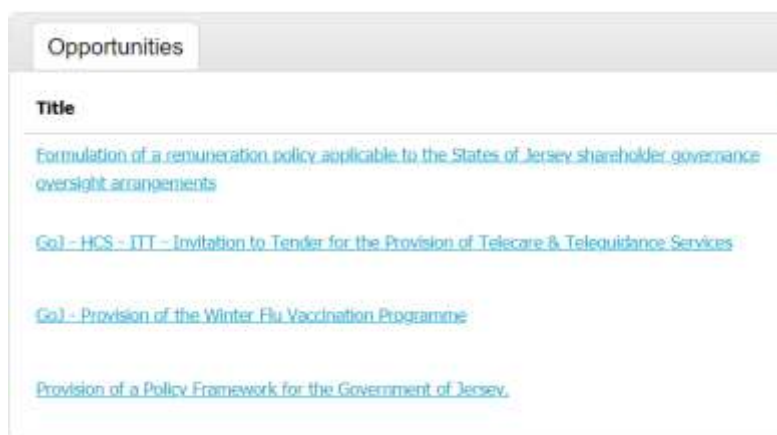 Opportunities
Title
Formulation of a remuneration policy applicable to the States of Jersey shareholder governance
oversight arrangements
GoJ - HCS - ITT - Invitation to Tender for the Provision of Telecare & Teleguidance Services
GoJ - Provision of the Winter Flu Vaccination Programme
Provision of a Policy Framework for the Government of Jersey.